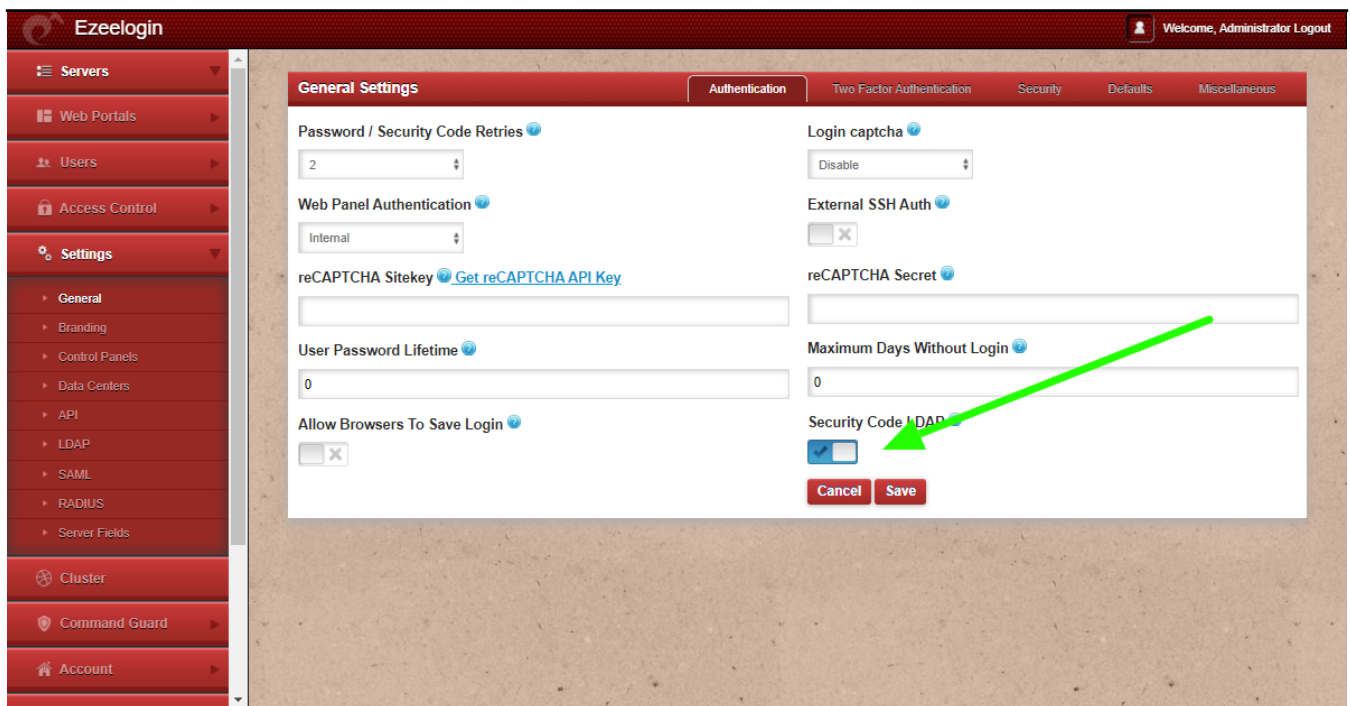 Ezeelogin
Welcome, Administrator Logout
Servers
Web Portals
Users
Access Control
Settings
General
Branding
Control Panels
Data Centers
API
LDAP
SAML
RADIUS
Server Fields
Cluster
Command Guard
Account
General Settings
Authentication
Two Factor Authentication
Security
Defaults
Miscellaneous
Password / Security Code Retries
Login captcha
2
Disable
Web Panel Authentication
External SSH Auth
Internal
reCAPTCHA Sitekey Get reCAPTCHA API Key
reCAPTCHA Secret
User Password Lifetime
Maximum Days Without Login
0
0
Allow Browsers To Save Login
Security Code LDAP
Cancel
Save